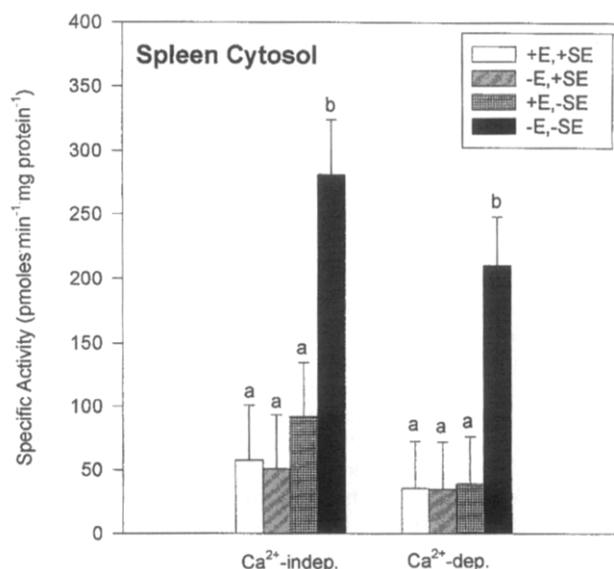 Spleen Cytosol
+E,+SE
-E,+SE
+E,-SE
-E,-SE
Specific Activity (pmoles·min⁻¹·mg protein⁻¹)
400
350
300
250
200
150
100
50
0
a
a
a
b
a
a
a
b
Ca²⁺-indep.
Ca²⁺-dep.